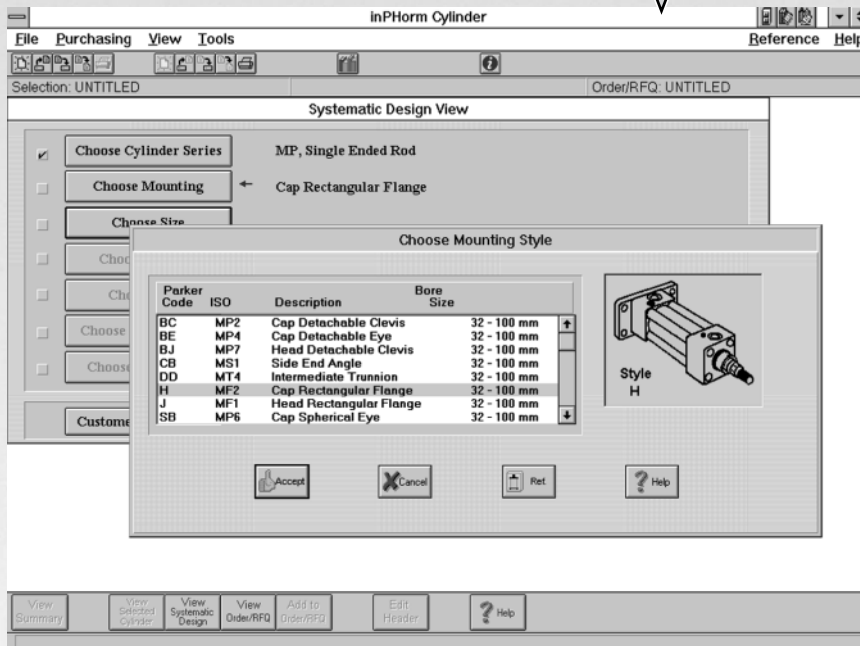 inPHorm Cylinder
File Purchasing View Tools Reference Help
Selection: UNTITLED Order/RFQ: UNTITLED
Systematic Design View
Choose Cylinder Series MP, Single Ended Rod
Choose Mounting ← Cap Rectangular Flange
Choose Size
Choose Mounting Style
Choo
Parker Bore
Code ISO Description Size
Cho
BC MP2 Cap Detachable Clevis 32 - 100 mm
BE MP4 Cap Detachable Eye 32 - 100 mm
Choose
BJ MP7 Head Detachable Clevis 32 - 100 mm
CB MS1 Side End Angle 32 - 100 mm
Choose
DD MT4 Intermediate Trunnion 32 - 100 mm
H MF2 Cap Rectangular Flange 32 - 100 mm
J MF1 Head Rectangular Flange 32 - 100 mm
SB MP6 Cap Spherical Eye 32 - 100 mm
Style
H
Custome
Accept Cancel Ret. Help
View Summary
View Selected Cylinder
View Systematic Design
View Order/RFQ
Add to Order/RFQ
Edit Header
Help